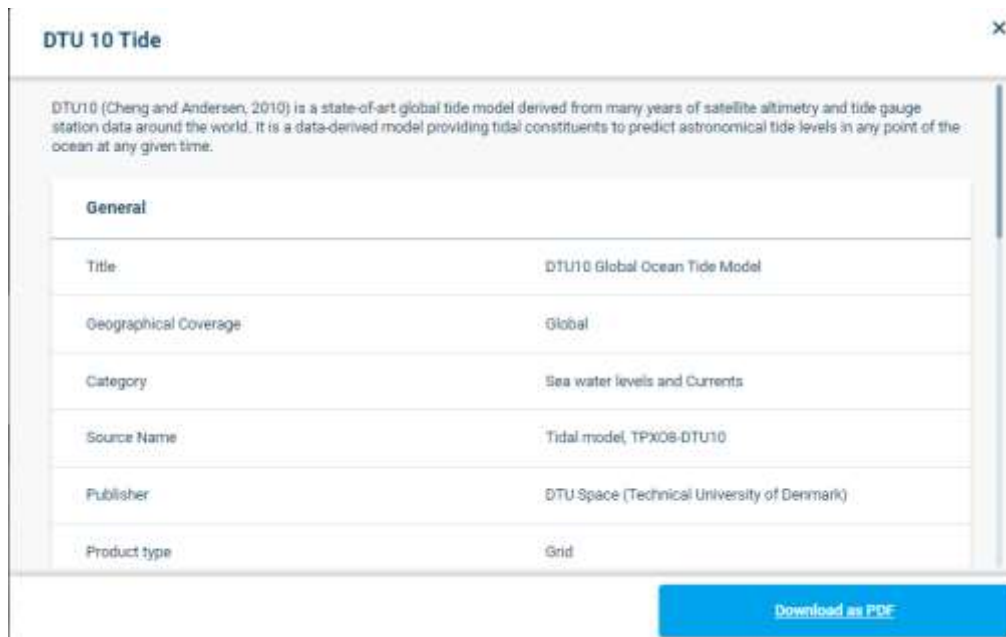 DTU 10 Tide
×
DTU10 (Cheng and Andersen, 2010) is a state-of-art global tide model derived from many years of satellite altimetry and tide gauge
station data around the world. It is a data-derived model providing tidal constituents to predict astronomical tide levels in any point of the
ocean at any given time.
General
Title DTU10 Global Ocean Tide Model
Geographical Coverage Global
Category Sea water levels and Currents
Source Name Tidal model, TPXO8-DTU10
Publisher DTU Space (Technical University of Denmark)
Product type Grid
Download as PDF